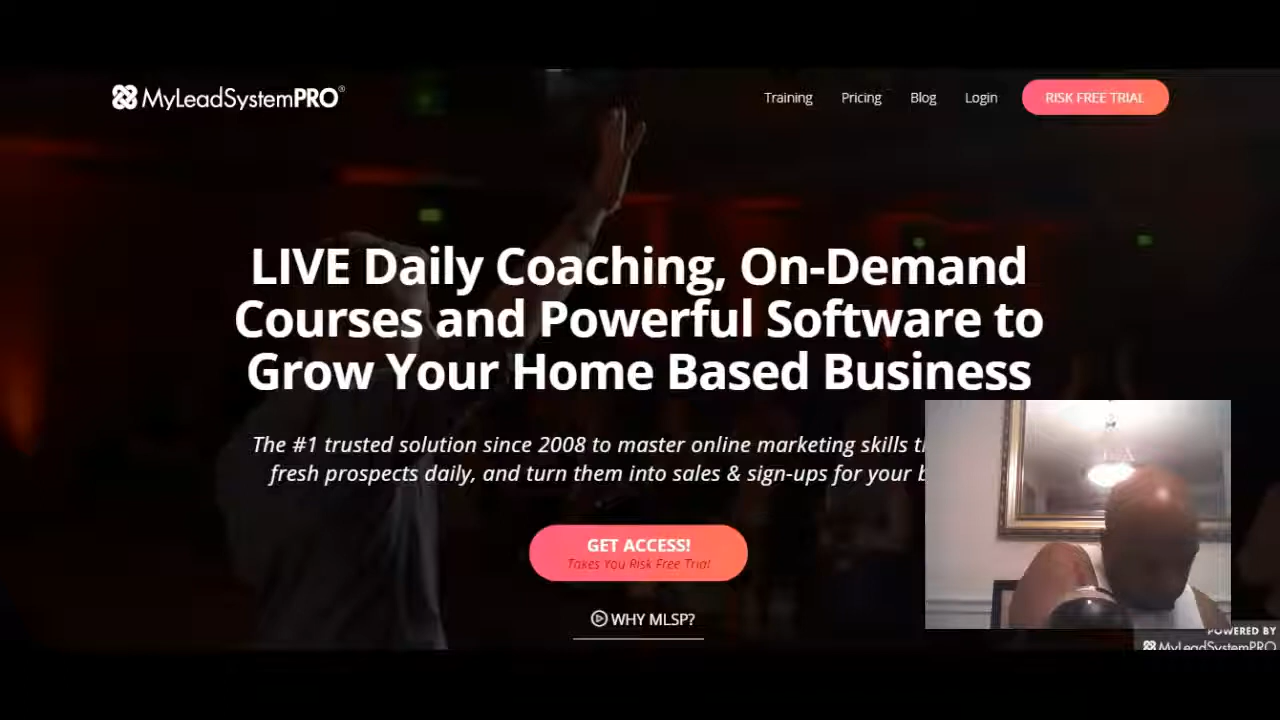 MyLeadSystemPRO®
Training Pricing Blog Login RISK FREE TRIAL
LIVE Daily Coaching, On-Demand
Courses and Powerful Software to
Grow Your Home Based Business
The #1 trusted solution since 2008 to master online marketing skills
fresh prospects daily, and turn them into sales & sign-ups for your
GET ACCESS!
Takes You Risk Free Trial
WHY MLSP?
POWERED BY
MyLeadSystemPRO